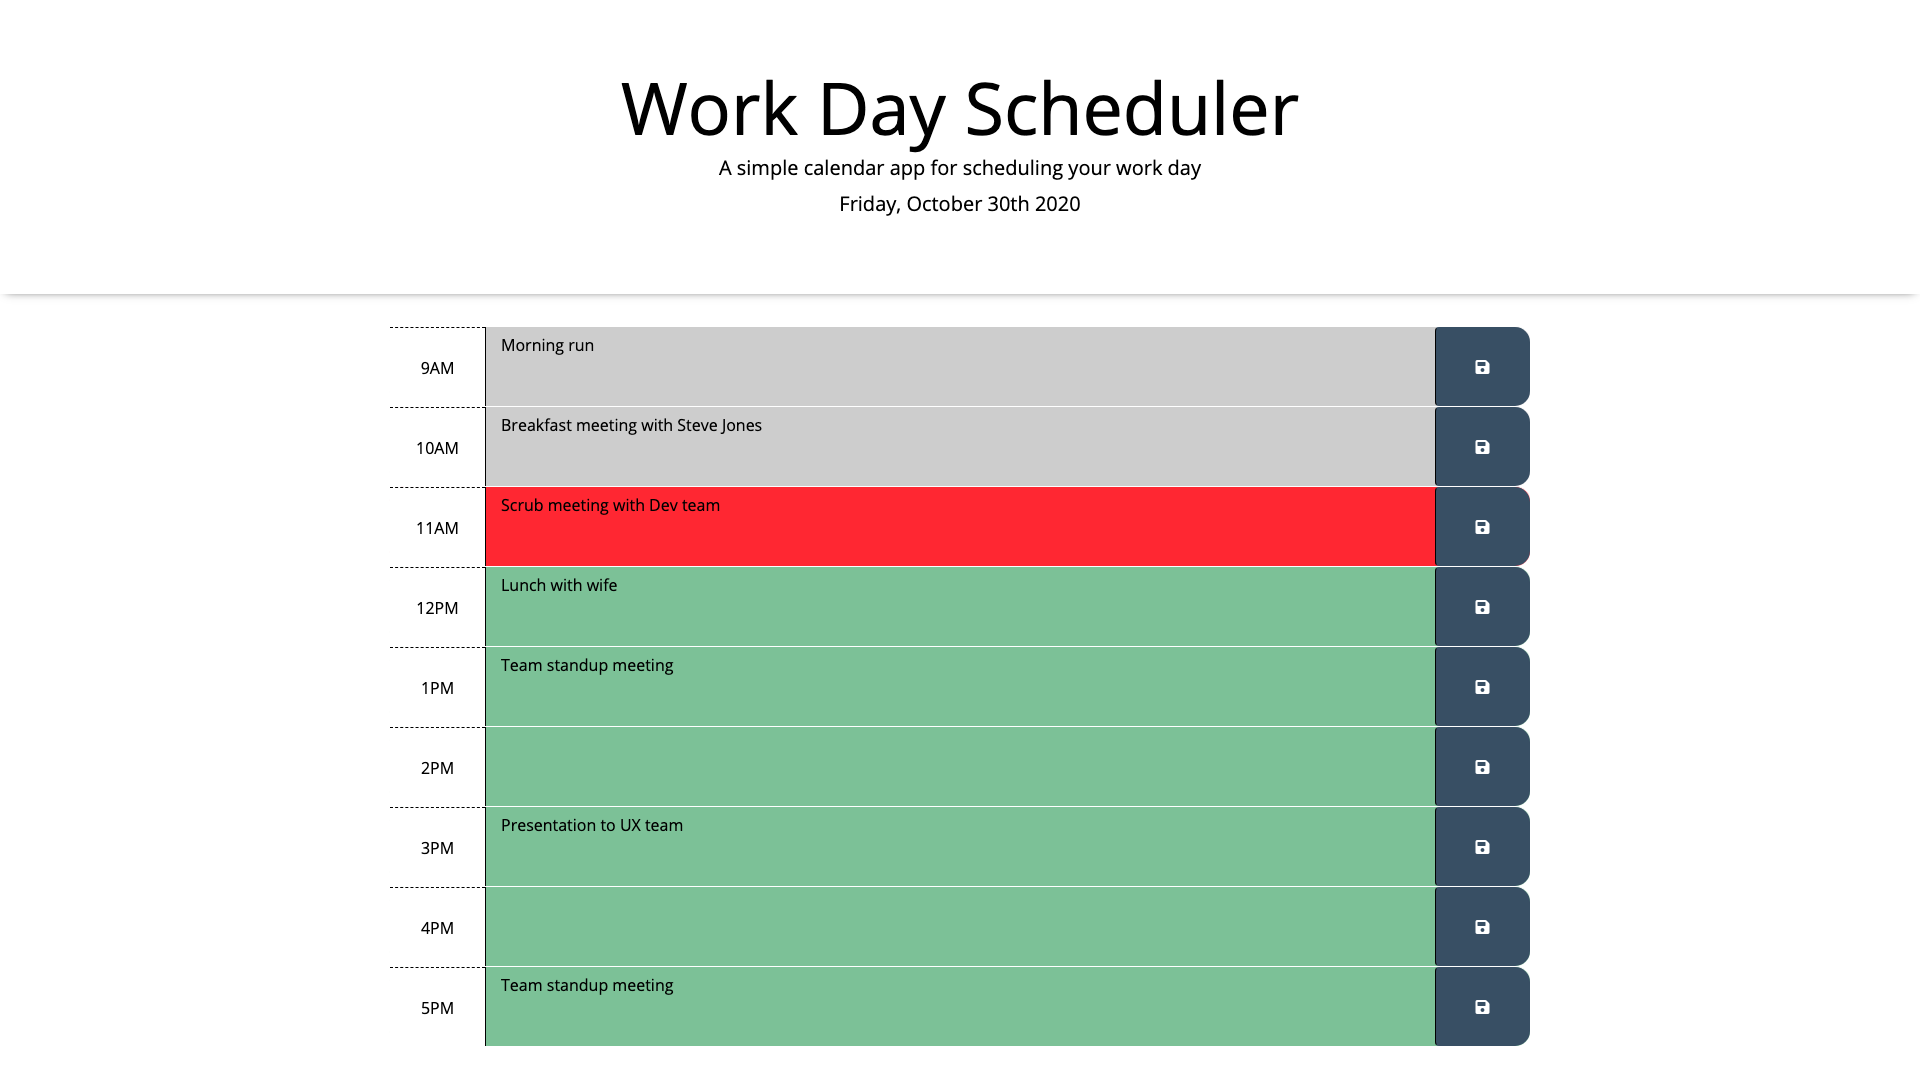 Work Day Scheduler
A simple calendar app for scheduling your work day
Friday, October 30th 2020
9AM
Morning run
10AM
Breakfast meeting with Steve Jones
11AM
Scrub meeting with Dev team
12PM
Lunch with wife
1PM
Team standup meeting
2PM
3PM
Presentation to UX team
4PM
5PM
Team standup meeting